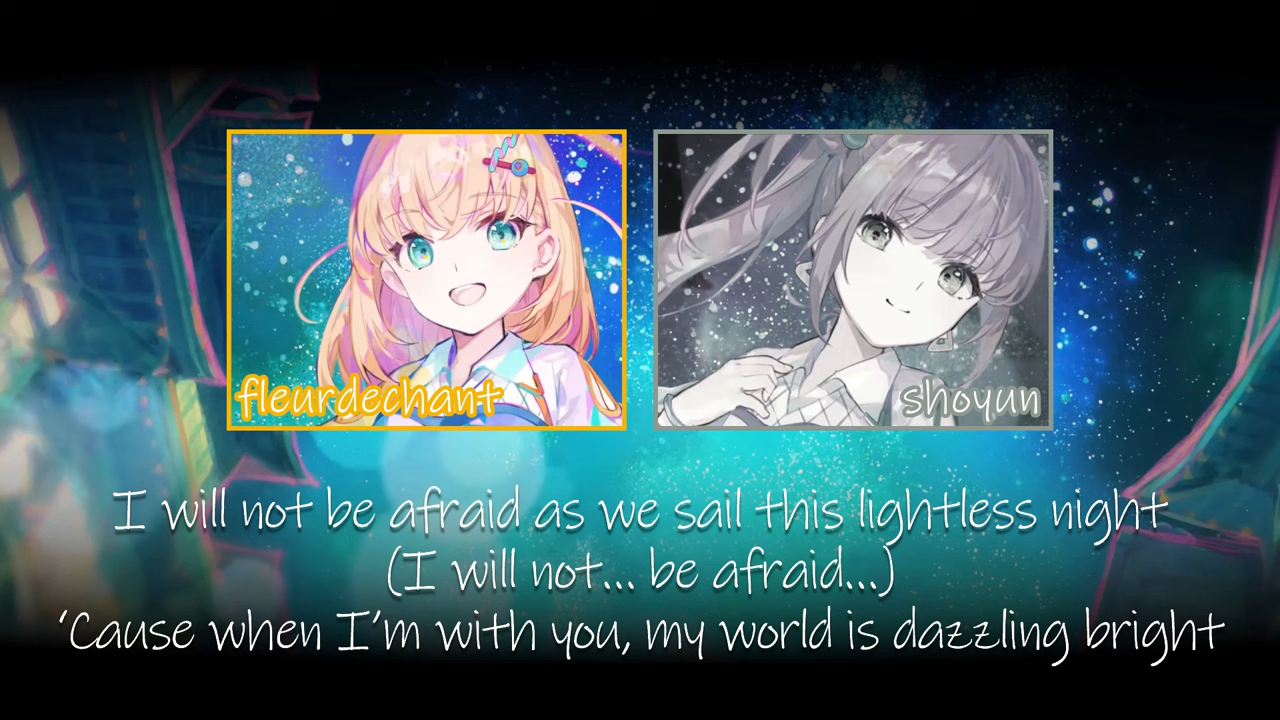 fleurdechant
shoyun
I will not be afraid as we sail this lightless night
(I will not... be afraid...)
‘Cause when I’m with you, my world is dazzling bright